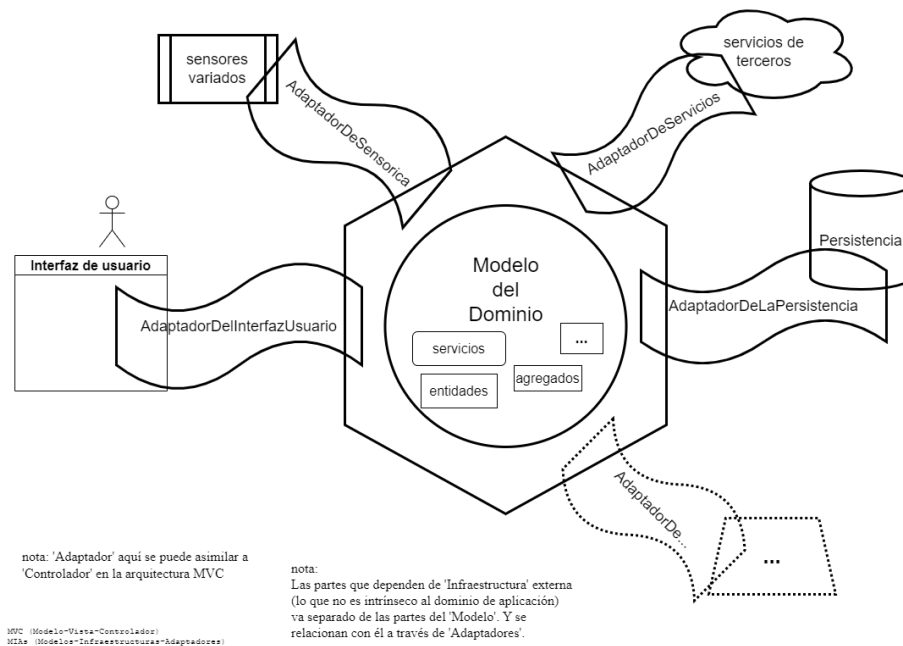 sensores
variados
servicios de
terceros
AdaptadorDeSensorica
AdaptadorDeServicios
Persistencia
Interfaz de usuario
Modelo
del
Dominio
AdaptadorDeLaPersistencia
AdaptadorDelInterfazUsuario
servicios
...
entidades
agregados
AdaptadorDe...
...
nota: 'Adaptador' aquí se puede asimilar a
'Controlador' en la arquitectura MVC
nota:
Las partes que dependen de 'Infraestructura' externa
(lo que no es intrínseco al dominio de aplicación)
va separado de las partes del 'Modelo'. Y se
relacionan con él a través de 'Adaptadores'.
MVC (Modelo-Vista-Controlador)
MIAs (Modelos-Infraestructuras-Adaptadores)